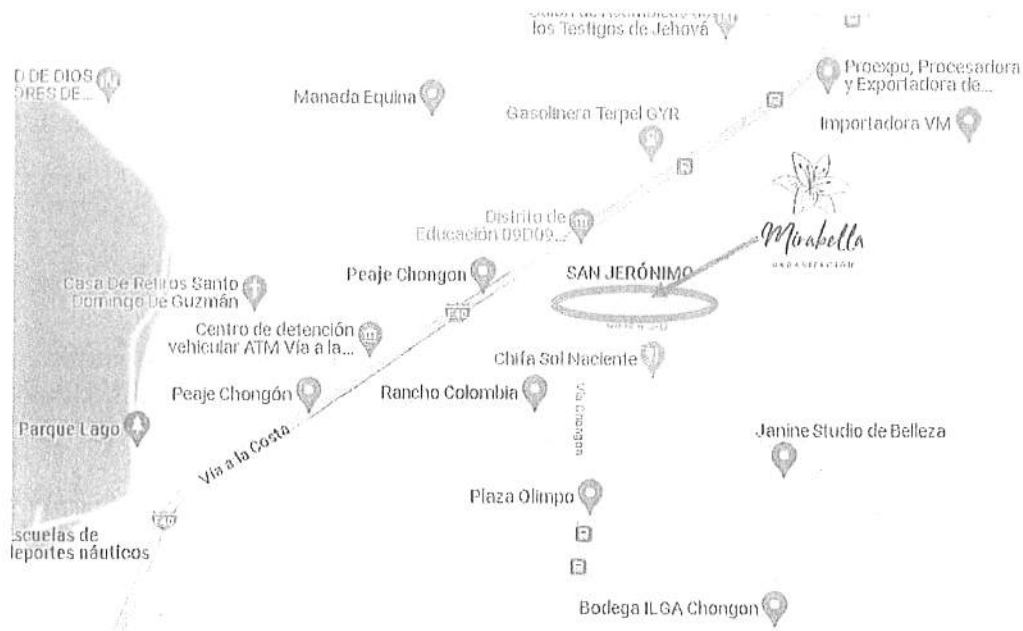 los Testigos de Jehová
D DE DIOS
ORES DE...
Manada Equina
Proexpo, Procesadora
y Exportadora de...
Gasolinera Terpel GYR
Importadora VM
Mirabella
URBANIZACIÓN
Distrito de
Educación 09D09...
Peaje Chongon
SAN JERÓNIMO
Casa De Retiros Santo
Domingo De Guzmán
E40
Centro de detención
vehicular ATM Vía a la...
Chifa Sol Naciente
Peaje Chongón
Rancho Colombia
Vía Chongon
Parque Lago
Vía a la Costa
Janine Studio de Belleza
Plaza Olimpo
E40
scuelas de
leportes náuticos
Bodega ILGA Chongon